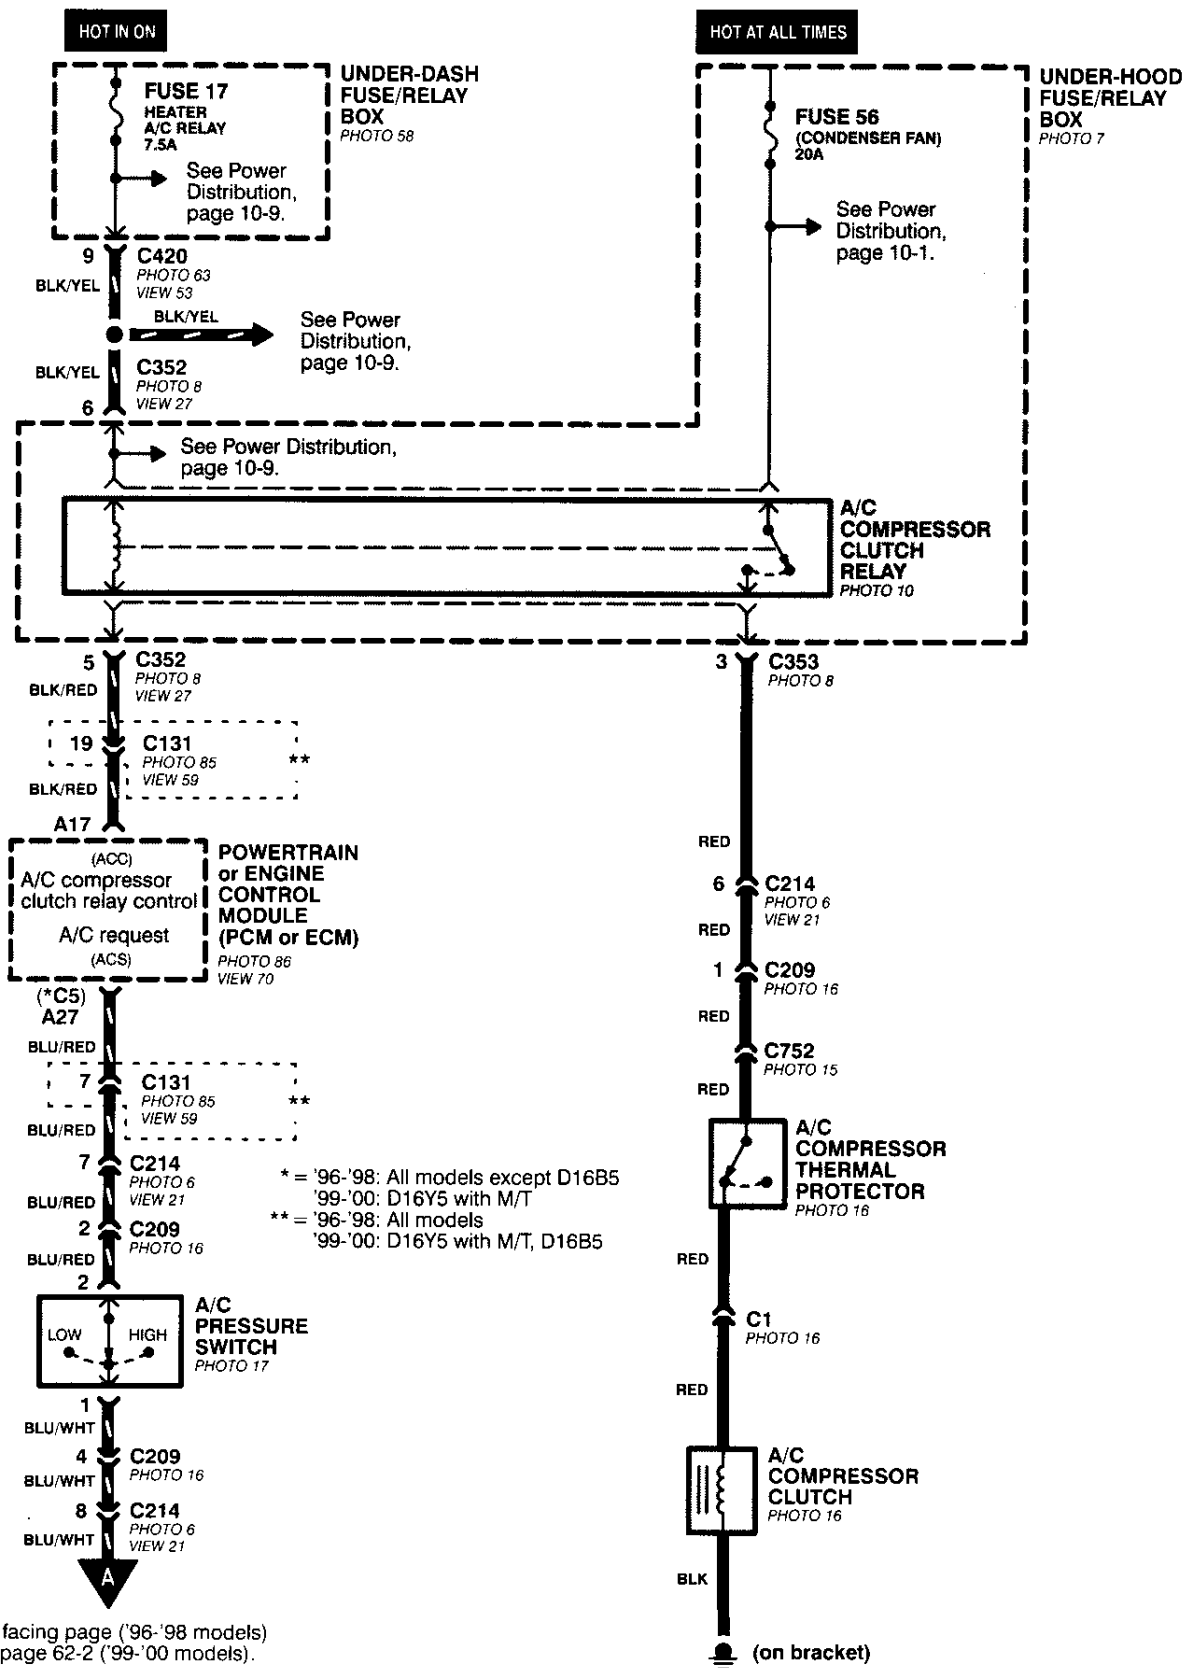 HOT IN ON
HOT AT ALL TIMES
FUSE 17
HEATER
A/C RELAY
7.5A
See Power
Distribution,
page 10-9.
UNDER-DASH
FUSE/RELAY
BOX
PHOTO 58
FUSE 56
(CONDENSER FAN)
20A
See Power
Distribution,
page 10-1.
UNDER-HOOD
FUSE/RELAY
BOX
PHOTO 7
9
C420
PHOTO 63
VIEW 53
BLK/YEL
BLK/YEL
See Power
Distribution,
page 10-9.
BLK/YEL
C352
PHOTO 8
VIEW 27
6
See Power Distribution,
page 10-9.
A/C
COMPRESSOR
CLUTCH
RELAY
PHOTO 10
5
C352
PHOTO 8
VIEW 27
BLK/RED
19
C131
PHOTO 85
VIEW 59
**
BLK/RED
A17
(ACC)
A/C compressor
clutch relay control
A/C request
(ACS)
POWERTRAIN
or ENGINE
CONTROL
MODULE
(PCM or ECM)
PHOTO 86
VIEW 70
(*C5)
A27
BLU/RED
7
C131
PHOTO 85
VIEW 59
**
BLU/RED
7
C214
PHOTO 6
VIEW 21
BLU/RED
2
C209
PHOTO 16
BLU/RED
2
* = '96-'98: All models except D16B5
'99-'00: D16Y5 with M/T
** = '96-'98: All models
'99-'00: D16Y5 with M/T, D16B5
LOW
HIGH
A/C
PRESSURE
SWITCH
PHOTO 17
1
BLU/WHT
4
C209
PHOTO 16
BLU/WHT
8
C214
PHOTO 6
VIEW 21
BLU/WHT
A
facing page ('96-'98 models)
page 62-2 ('99-'00 models).
3
C353
PHOTO 8
RED
6
C214
PHOTO 6
VIEW 21
RED
1
C209
PHOTO 16
RED
C752
PHOTO 15
RED
A/C
COMPRESSOR
THERMAL
PROTECTOR
PHOTO 16
RED
C1
PHOTO 16
RED
A/C
COMPRESSOR
CLUTCH
PHOTO 16
BLK
(on bracket)